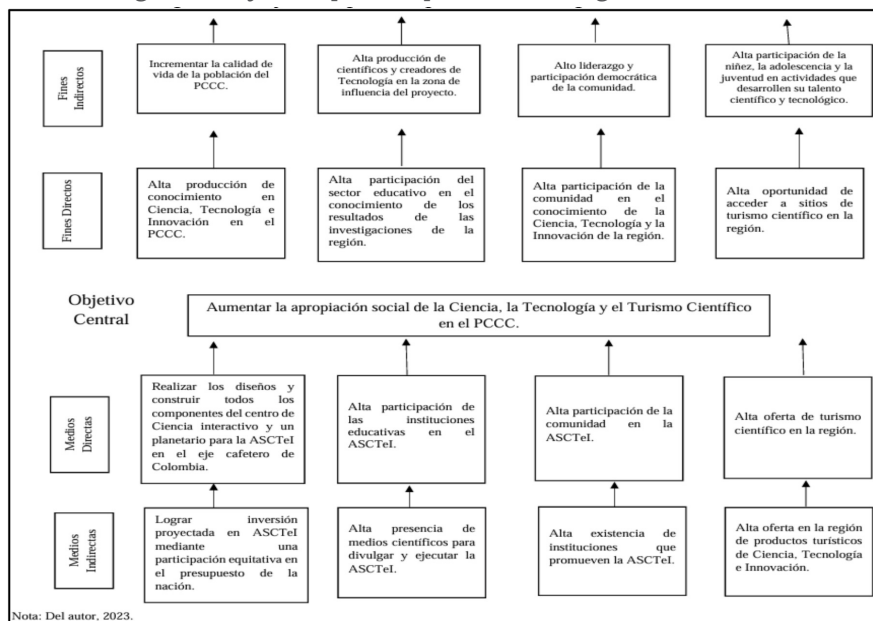 Fines
Indirectos
Incrementar la calidad de
vida de la población del
PCCC.
Alta producción de
científicos y creadores de
Tecnología en la zona de
influencia del proyecto.
Alto liderazgo y
participación democrática
de la comunidad.
Alta participación de la
niñez, la adolescencia y la
juventud en actividades que
desarrollen su talento
científico y tecnológico.
Fines Directos
Alta producción de
conocimiento en
Ciencia, Tecnología e
Innovación en el
PCCC.
Alta participación del
sector educativo en el
conocimiento de los
resultados de las
investigaciones de la
región.
Alta participación de la
comunidad en el
conocimiento de la
Ciencia, Tecnología y la
Innovación de la región.
Alta oportunidad de
acceder a sitios de
turismo científico en la
región.
Objetivo
Central
Aumentar la apropiación social de la Ciencia, la Tecnología y el Turismo Científico
en el PCCC.
Medios
Directas
Realizar los diseños y
construir todos los
componentes del centro de
Ciencia interactivo y un
planetario para la ASCTeI
en el eje cafetero de
Colombia.
Alta participación de
las instituciones
educativas en el
ASCTeI.
Alta participación de la
comunidad en la
ASCTeI.
Alta oferta de turismo
científico en la región.
Medios
Indirectas
Lograr inversión
proyectada en ASCTeI
mediante una
participación equitativa en
el presupuesto de la
nación.
Alta presencia de
medios científicos para
divulgar y ejecutar la
ASCTeI.
Alta existencia de
instituciones que
promueven la ASCTeI.
Alta oferta en la región
de productos turísticos
de Ciencia, Tecnología
e Innovación.
Nota: Del autor, 2023.